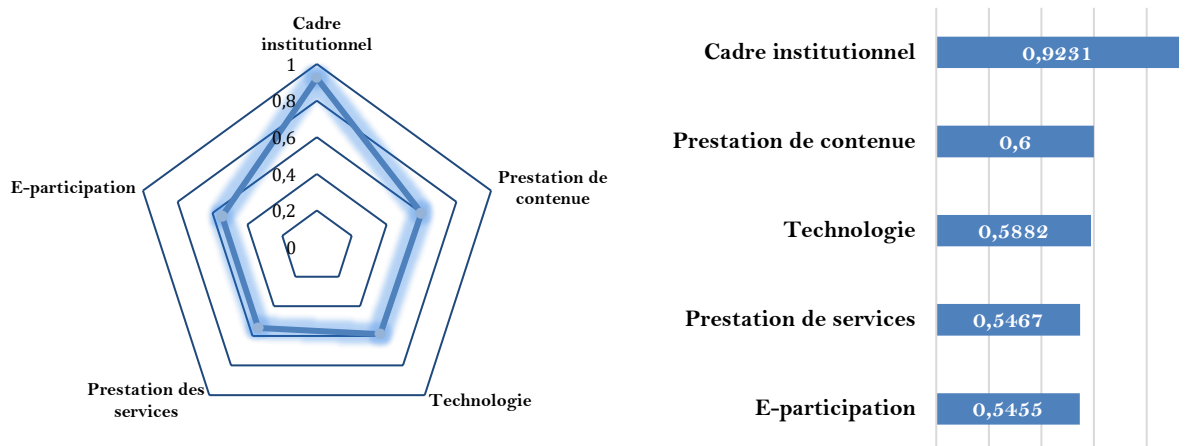 Cadre
institutionnel
1
0,8
0,6
0,4
0,2
0
Prestation de
contenue
Technologie
Prestation des
services
E-participation
Cadre institutionnel
0,9231
Prestation de contenue
0,6
Technologie
0,5882
Prestation de services
0,5467
E-participation
0,5455